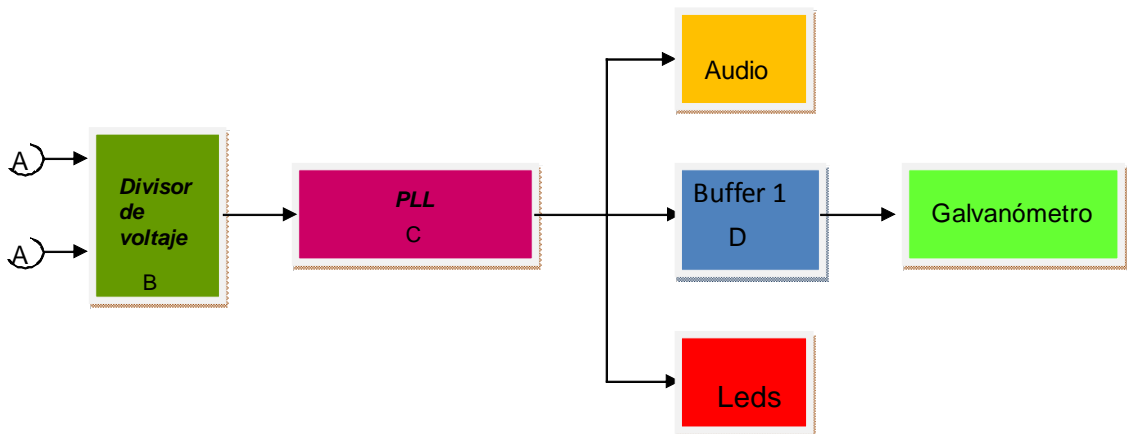 A
A
Divisor
de
voltaje
B
PLL
C
Audio
Buffer 1
D
Leds
Galvanómetro